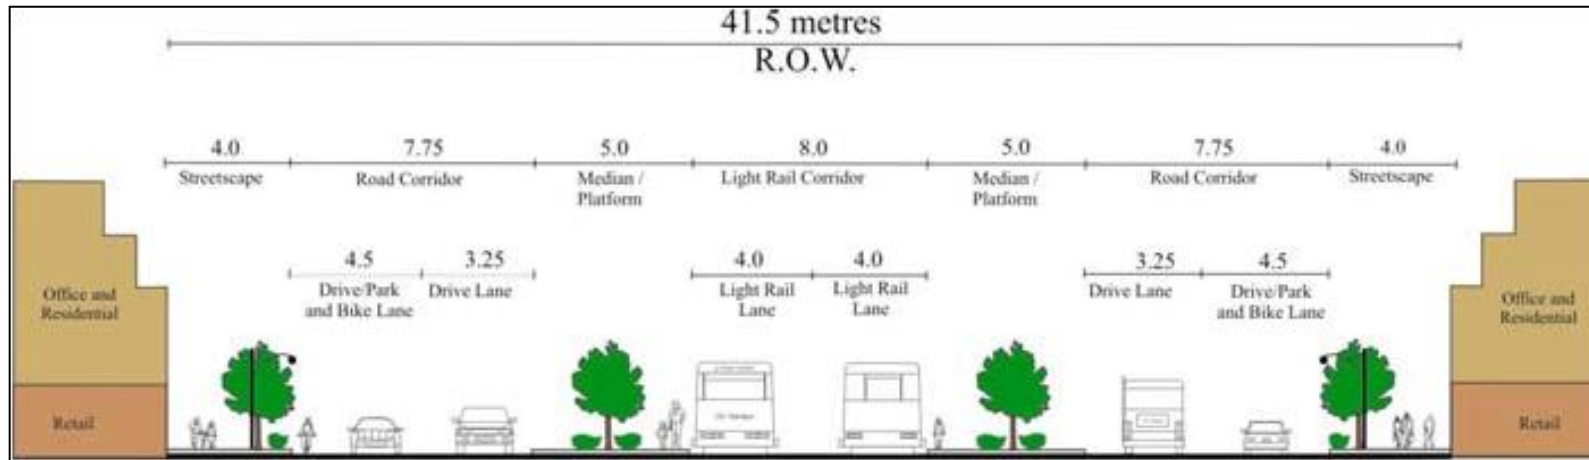 41.5 metres
R.O.W.
4.0 7.75 5.0 8.0 5.0 7.75 4.0
Streetscape Road Corridor Median / Light Rail Corridor Median / Road Corridor Streetscape
Platform Platform
4.5 3.25 4.0 4.0 3.25 4.5
Drive/Park Drive Lane Light Rail Light Rail Drive Lane Drive/Park
and Bike Lane Lane Lane and Bike Lane
Office and Office and
Residential Residential
Retail Retail